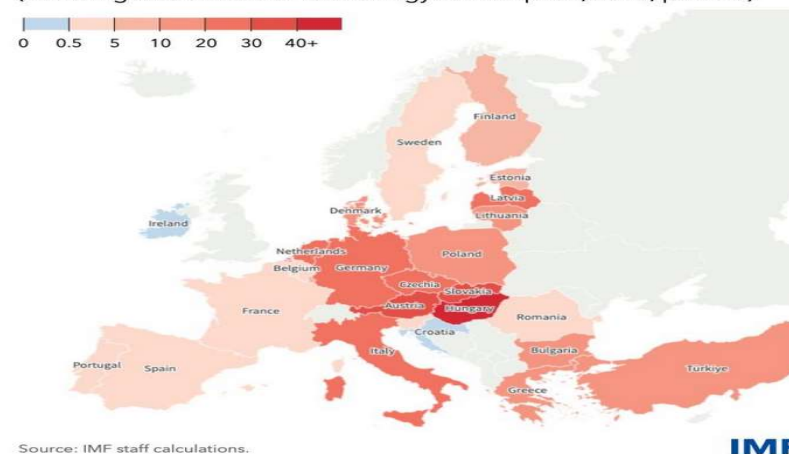 0 0.5 5 10 20 30 40+
Finland
Sweden
Estonia
Latvia
Denmark
Lithuania
Ireland
Netherlands
Poland
Belgium
Germany
Czechia
Slovakia
Austria
Hungary
France
Romania
Croatia
Italy
Bulgaria
Portugal
Spain
Türkiye
Greece
Source: IMF staff calculations.
IMF